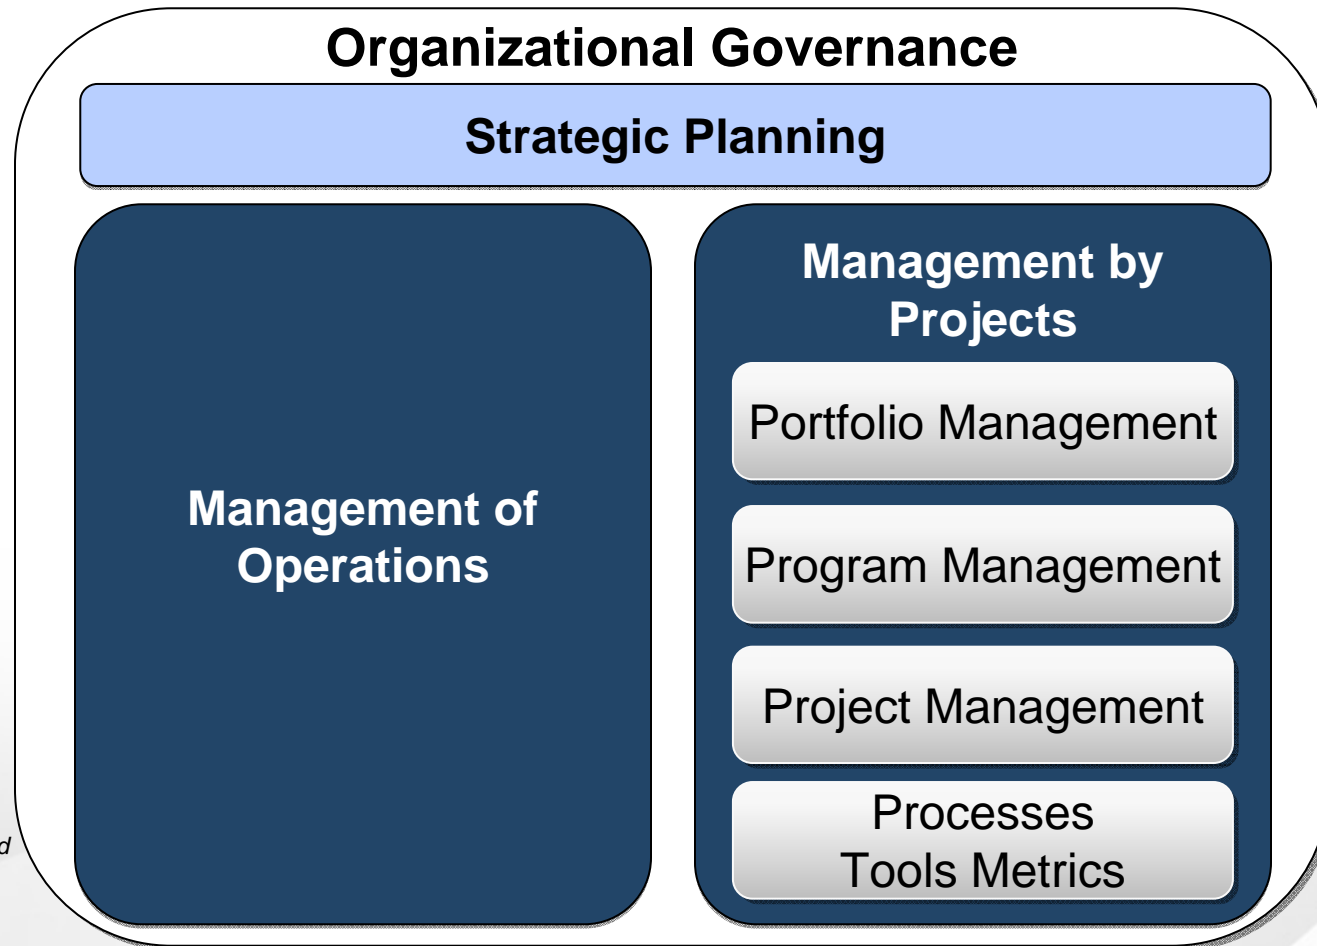 Organizational Governance
Strategic Planning
Management of
Operations
Management by
Projects
Portfolio Management
Program Management
Project Management
Processes
Tools Metrics